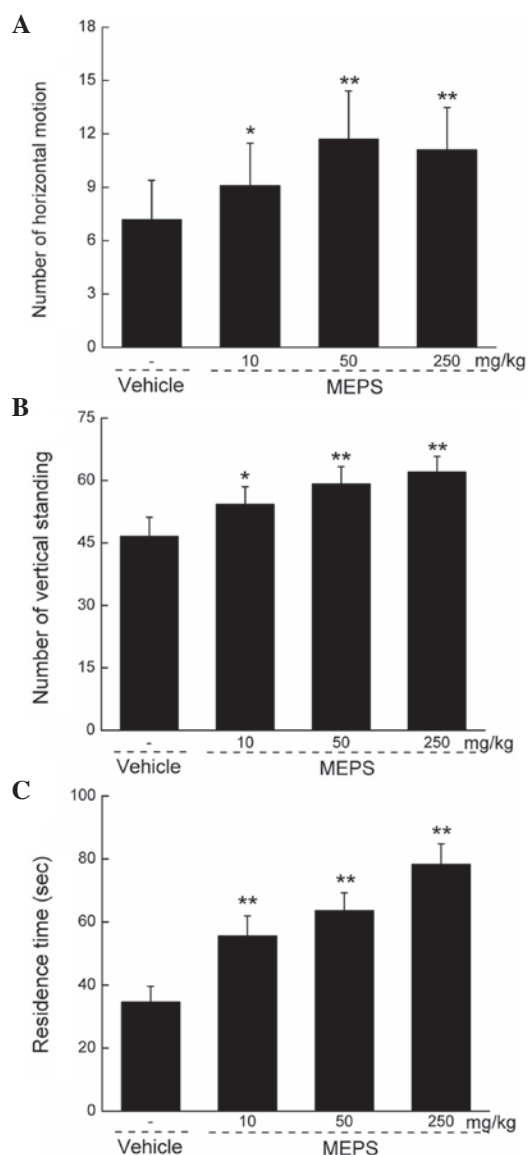 A
Number of horizontal motion
18
15
12
9
6
3
0
*
**
**
- 10 50 250 mg/kg
Vehicle MEPS
B
Number of vertical standing
75
60
45
30
15
0
*
**
**
- 10 50 250 mg/kg
Vehicle MEPS
C
Residence time (sec)
100
80
60
40
20
0
**
**
**
- 10 50 250 mg/kg
Vehicle MEPS